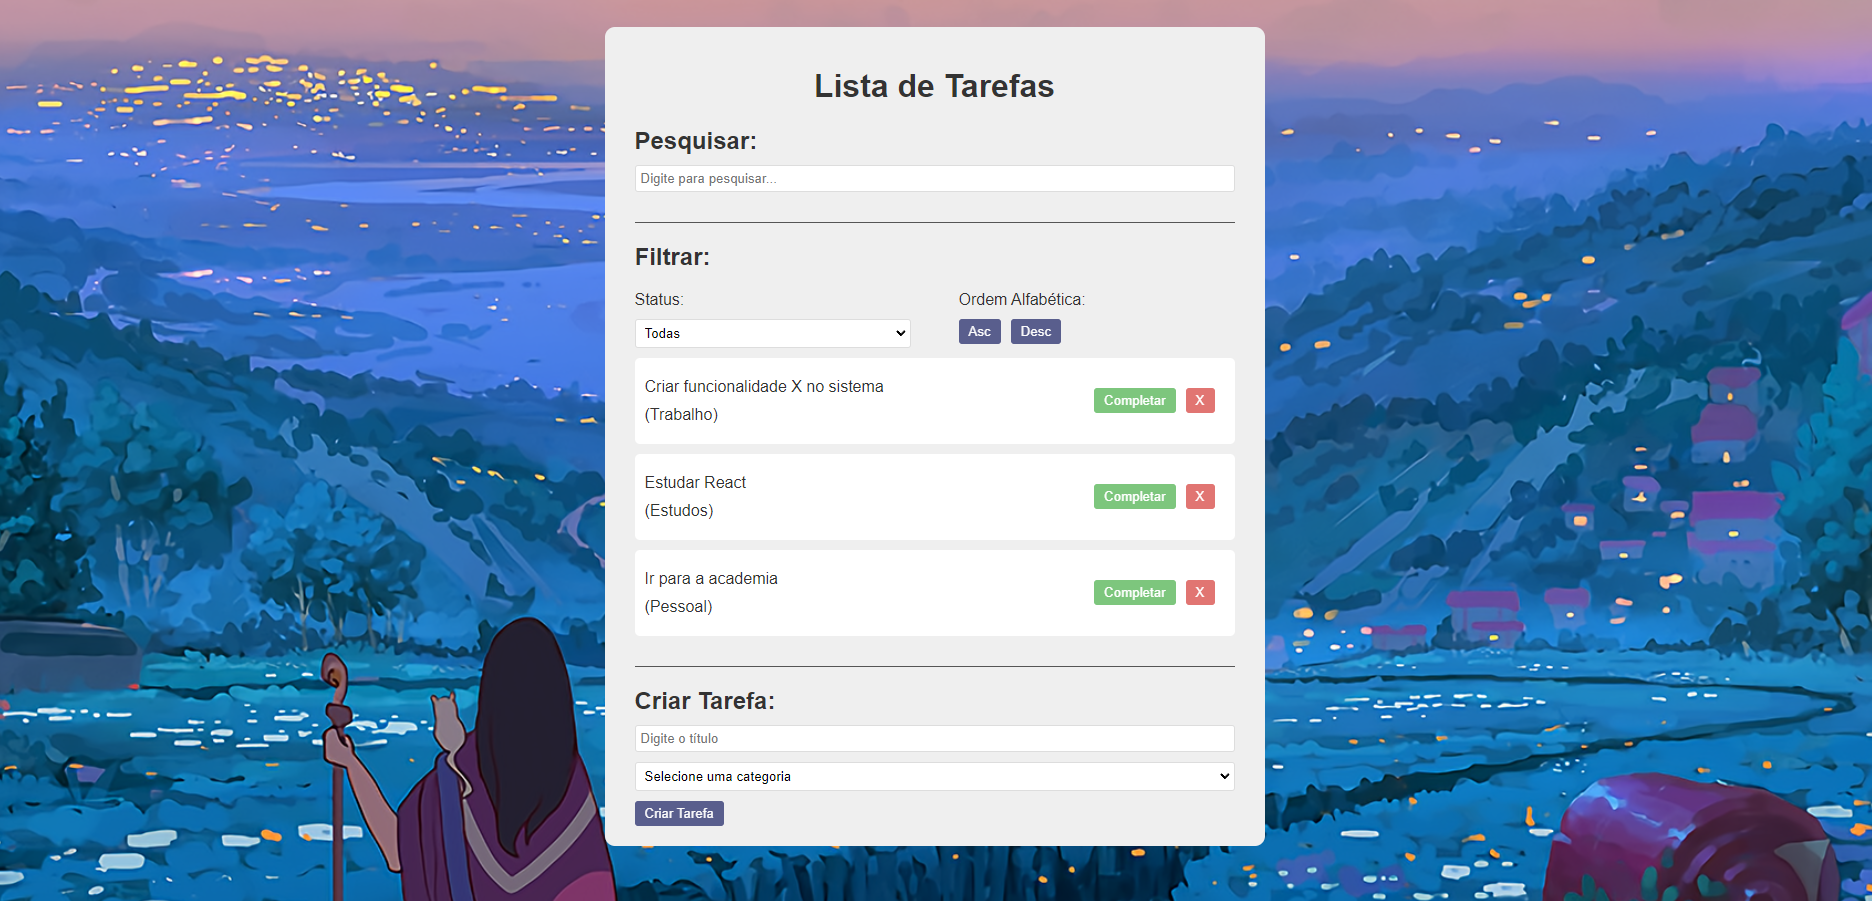 Lista de Tarefas
Pesquisar:
Digite para pesquisar...
Filtrar:
Status:
Ordem Alfabética:
Todas
Asc
Desc
Criar funcionalidade X no sistema
(Trabalho)
Completar
X
Estudar React
(Estudos)
Completar
X
Ir para a academia
(Pessoal)
Completar
X
Criar Tarefa:
Digite o título
Selecione uma categoria
Criar Tarefa